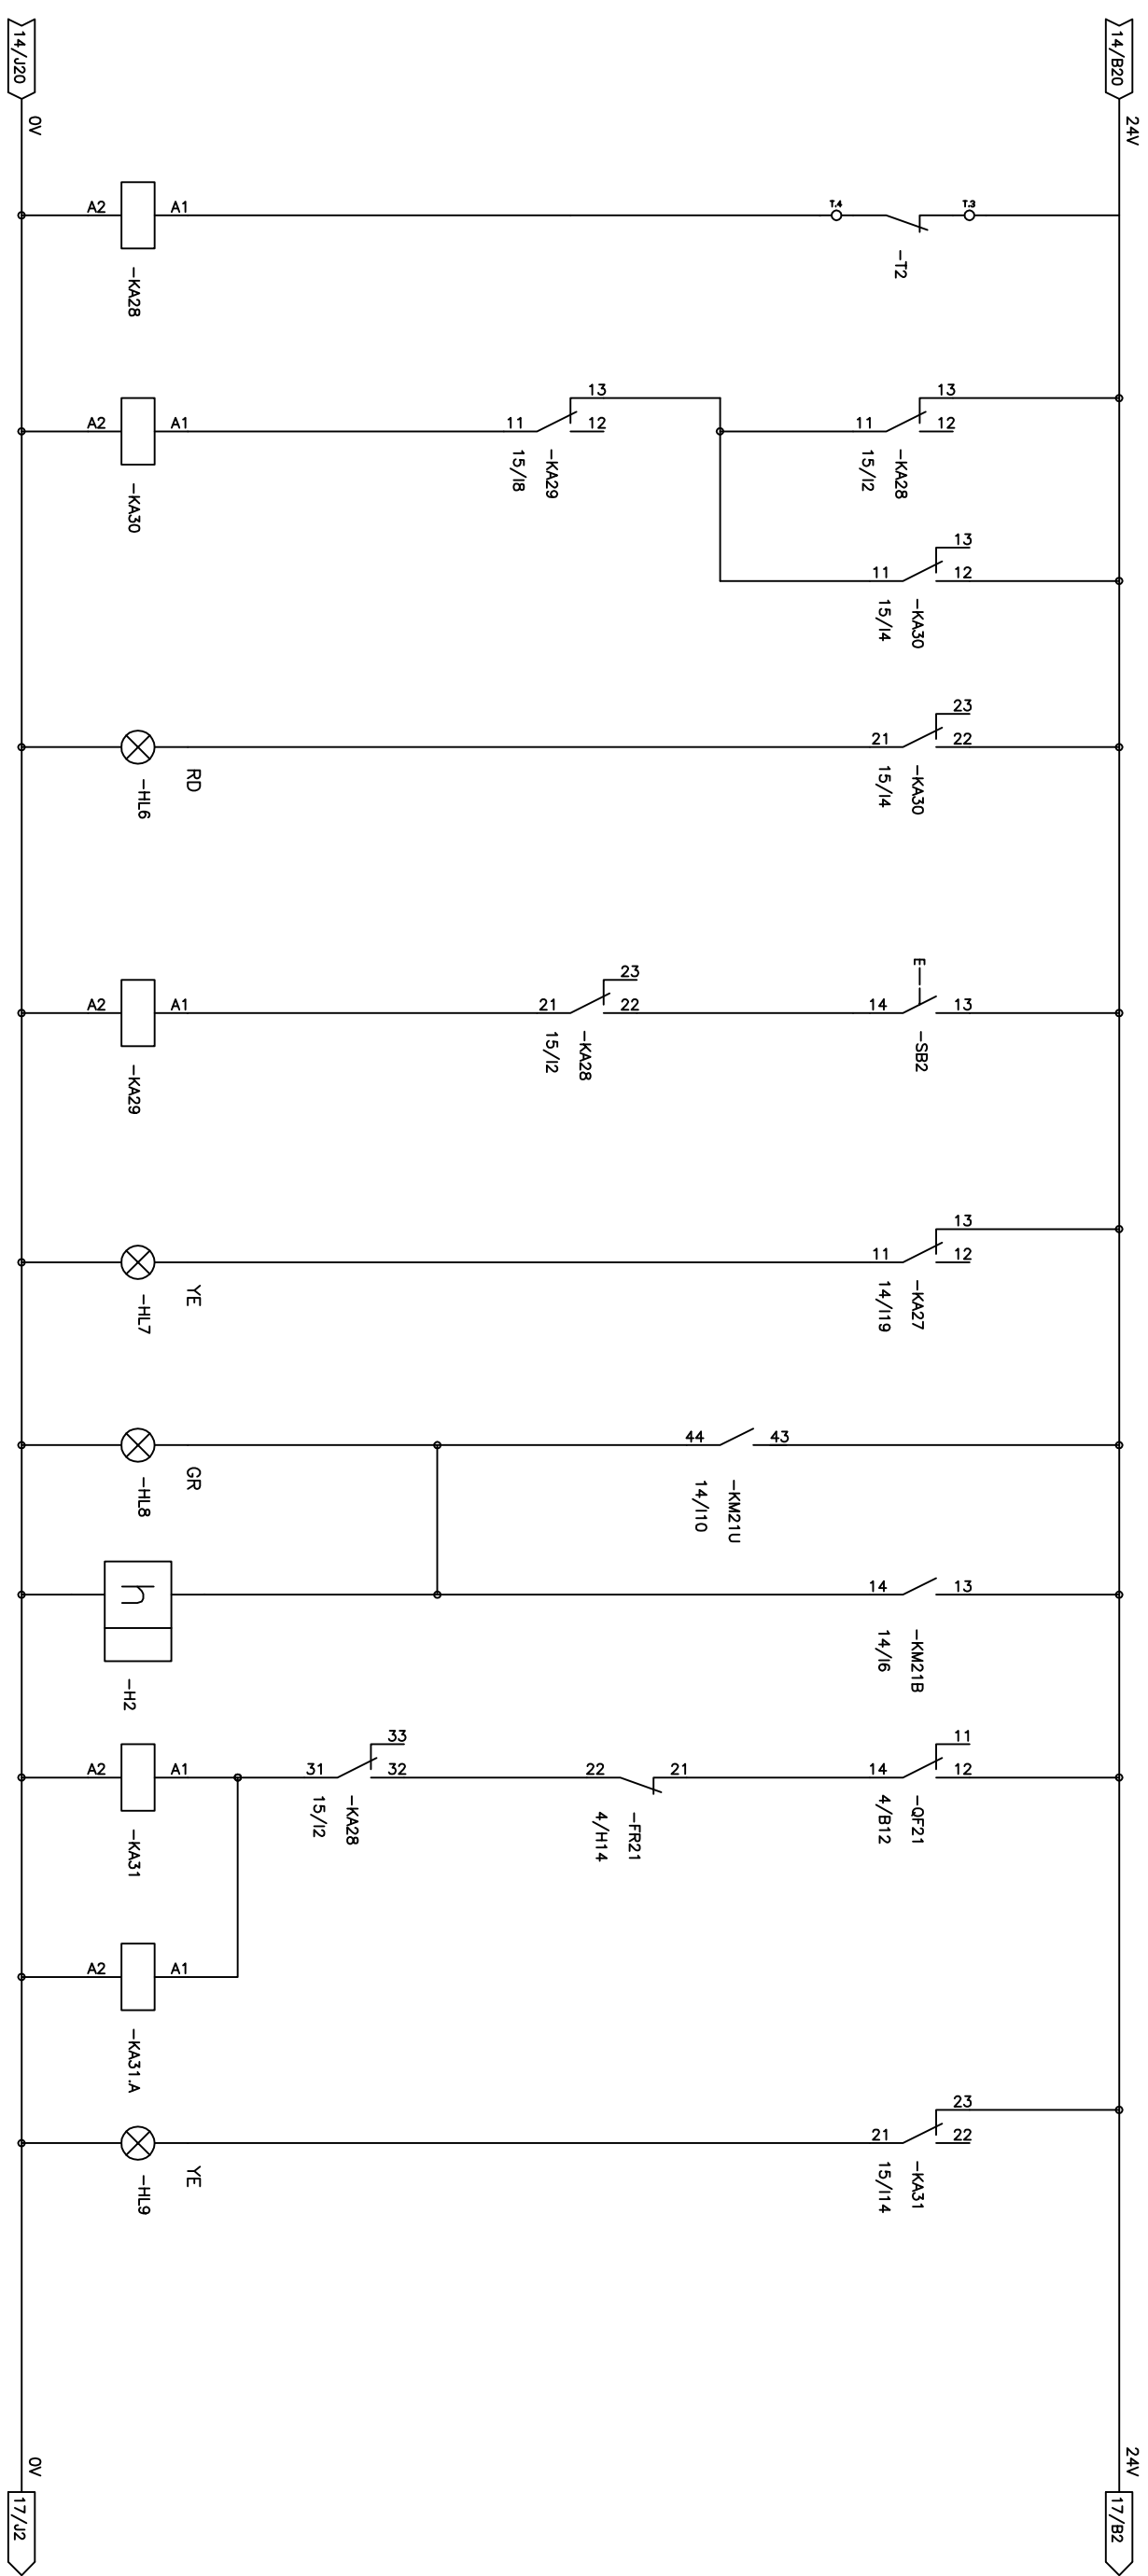 14/J20
14/B20
0V
24V
A2
A1
T.4
T.3
-T2
-KA28
13
13
A2
A1
11
12
11
12
-KA29
15/I8
-KA28
15/I2
-KA30
13
11
12
-KA30
15/I4
23
21
22
RD
-HL6
-KA30
15/I4
E
23
A2
A1
21
22
14
13
-KA28
15/I2
-SB2
-KA29
13
11
12
YE
-HL7
-KA27
14/I19
44
43
GR
-HL8
-KM21U
14/I10
h
14
13
-H2
-KM21B
14/I6
33
11
A2
A1
31
32
22
21
14
12
-KA31
-KA28
15/I2
-FR21
4/H14
-QF21
4/B12
A2
A1
-KA31.A
23
21
22
YE
-HL9
-KA31
15/I14
0V
24V
17/J2
17/B2